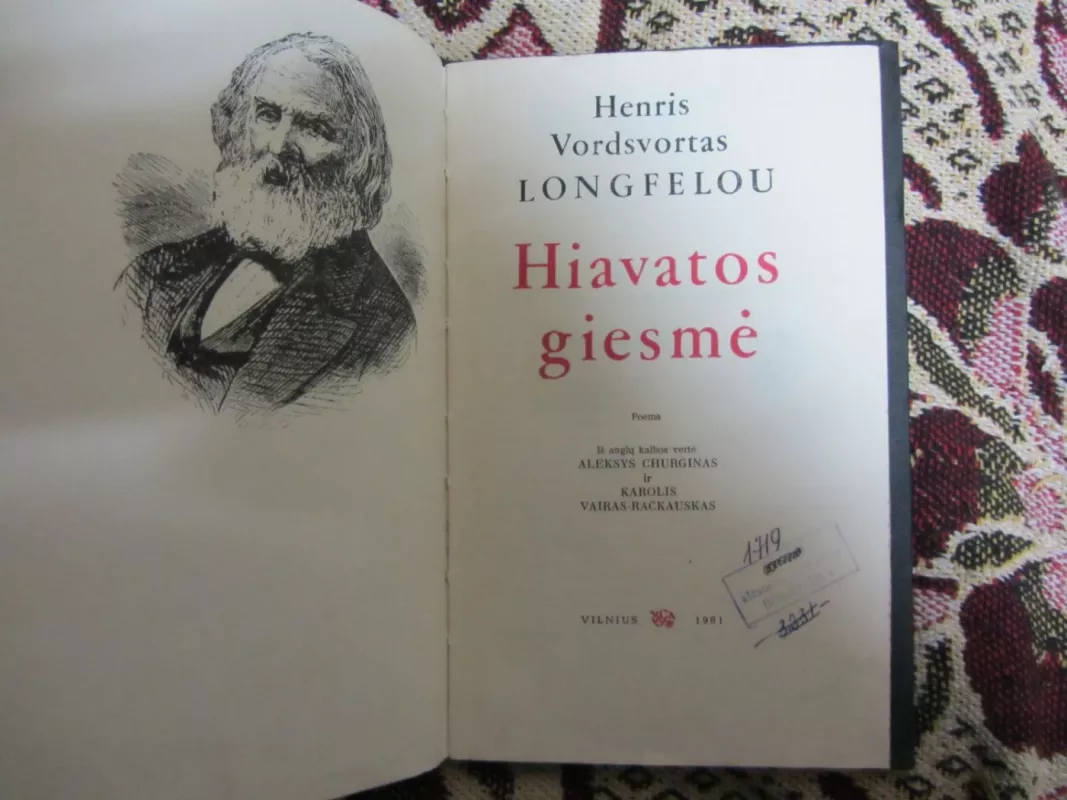 Henris
Vordsvortas
LONGFELOU
Hiavatos
giesmė
Poema
Iš anglų kalbos vertė
ALEKSYS CHURGINAS
ir
KAROLIS
VAIRAS-RAČKAUSKAS
1719
VILNIUS 1981